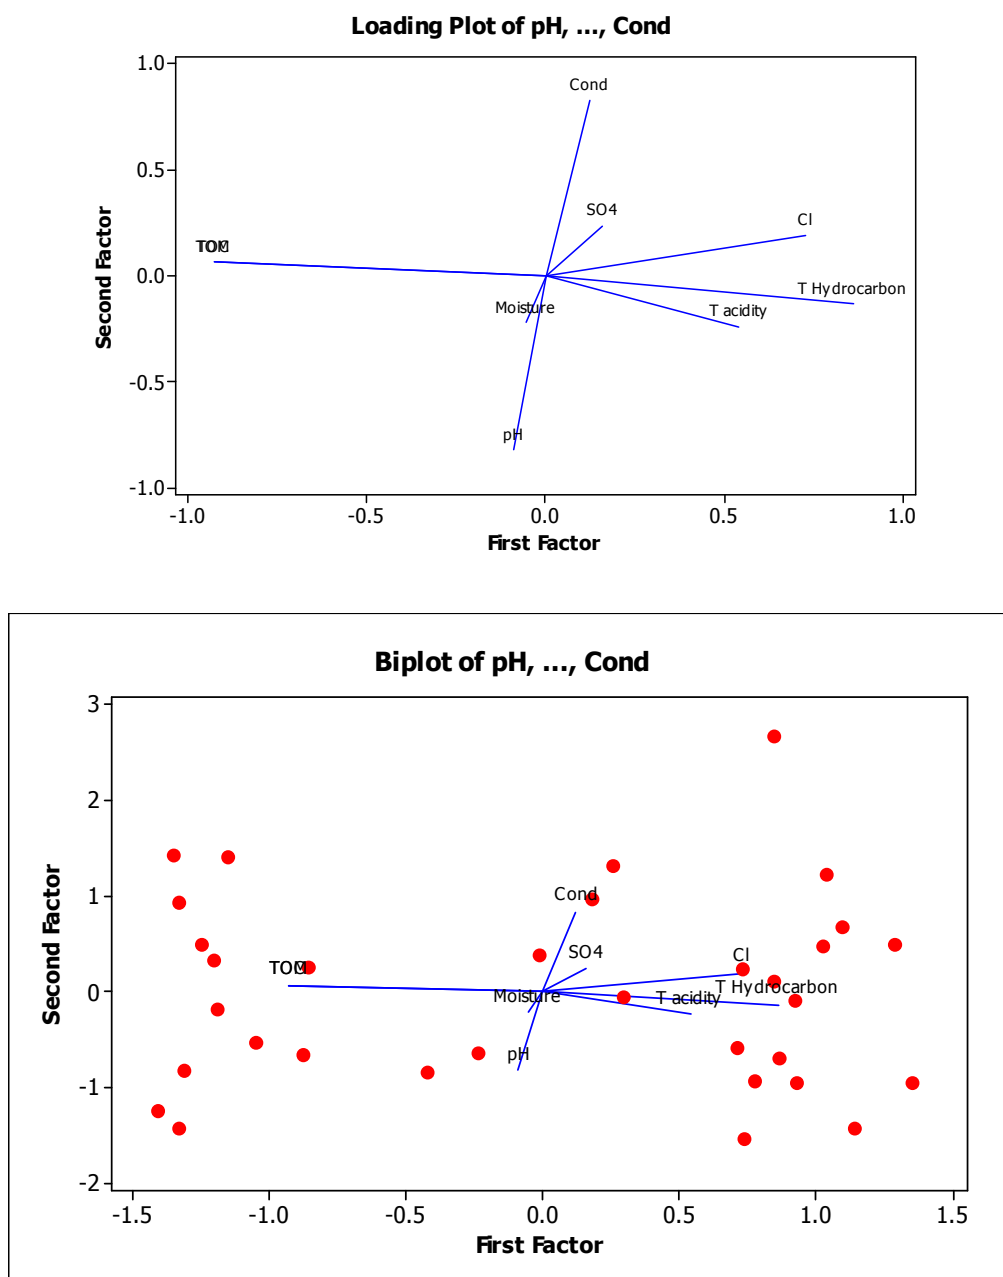 Loading Plot of pH, ..., Cond
1.0
Cond
0.5
SO4
Cl
Second Factor
0.0
T Hydrocarbon
Moisture
T acidity
-0.5
pH
-1.0
-1.0 -0.5 0.0 0.5 1.0
First Factor
Biplot of pH, ..., Cond
3
2
1
Cond
SO4
Cl
Second Factor
0
T Hydrocarbon
Moisture
T acidity
pH
-1
-2
-1.5 -1.0 -0.5 0.0 0.5 1.0 1.5
First Factor